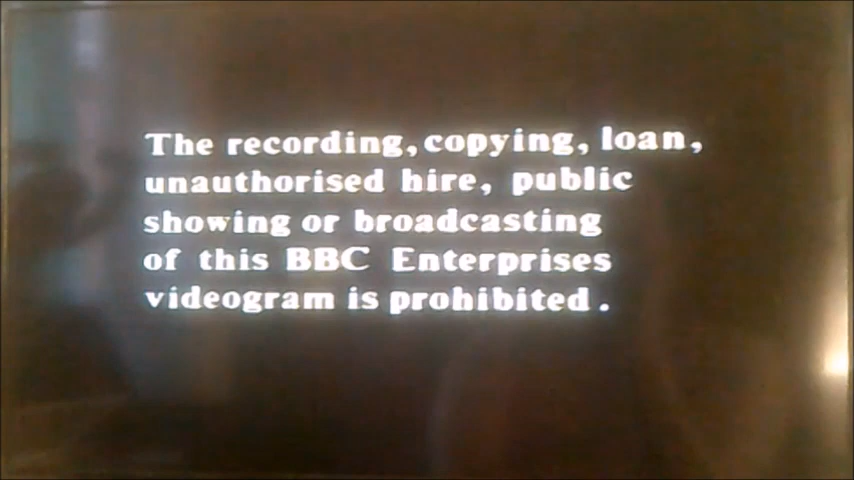 The recording, copying, loan,
unauthorised hire, public
showing or broadcasting
of this BBC Enterprises
videogram is prohibited.